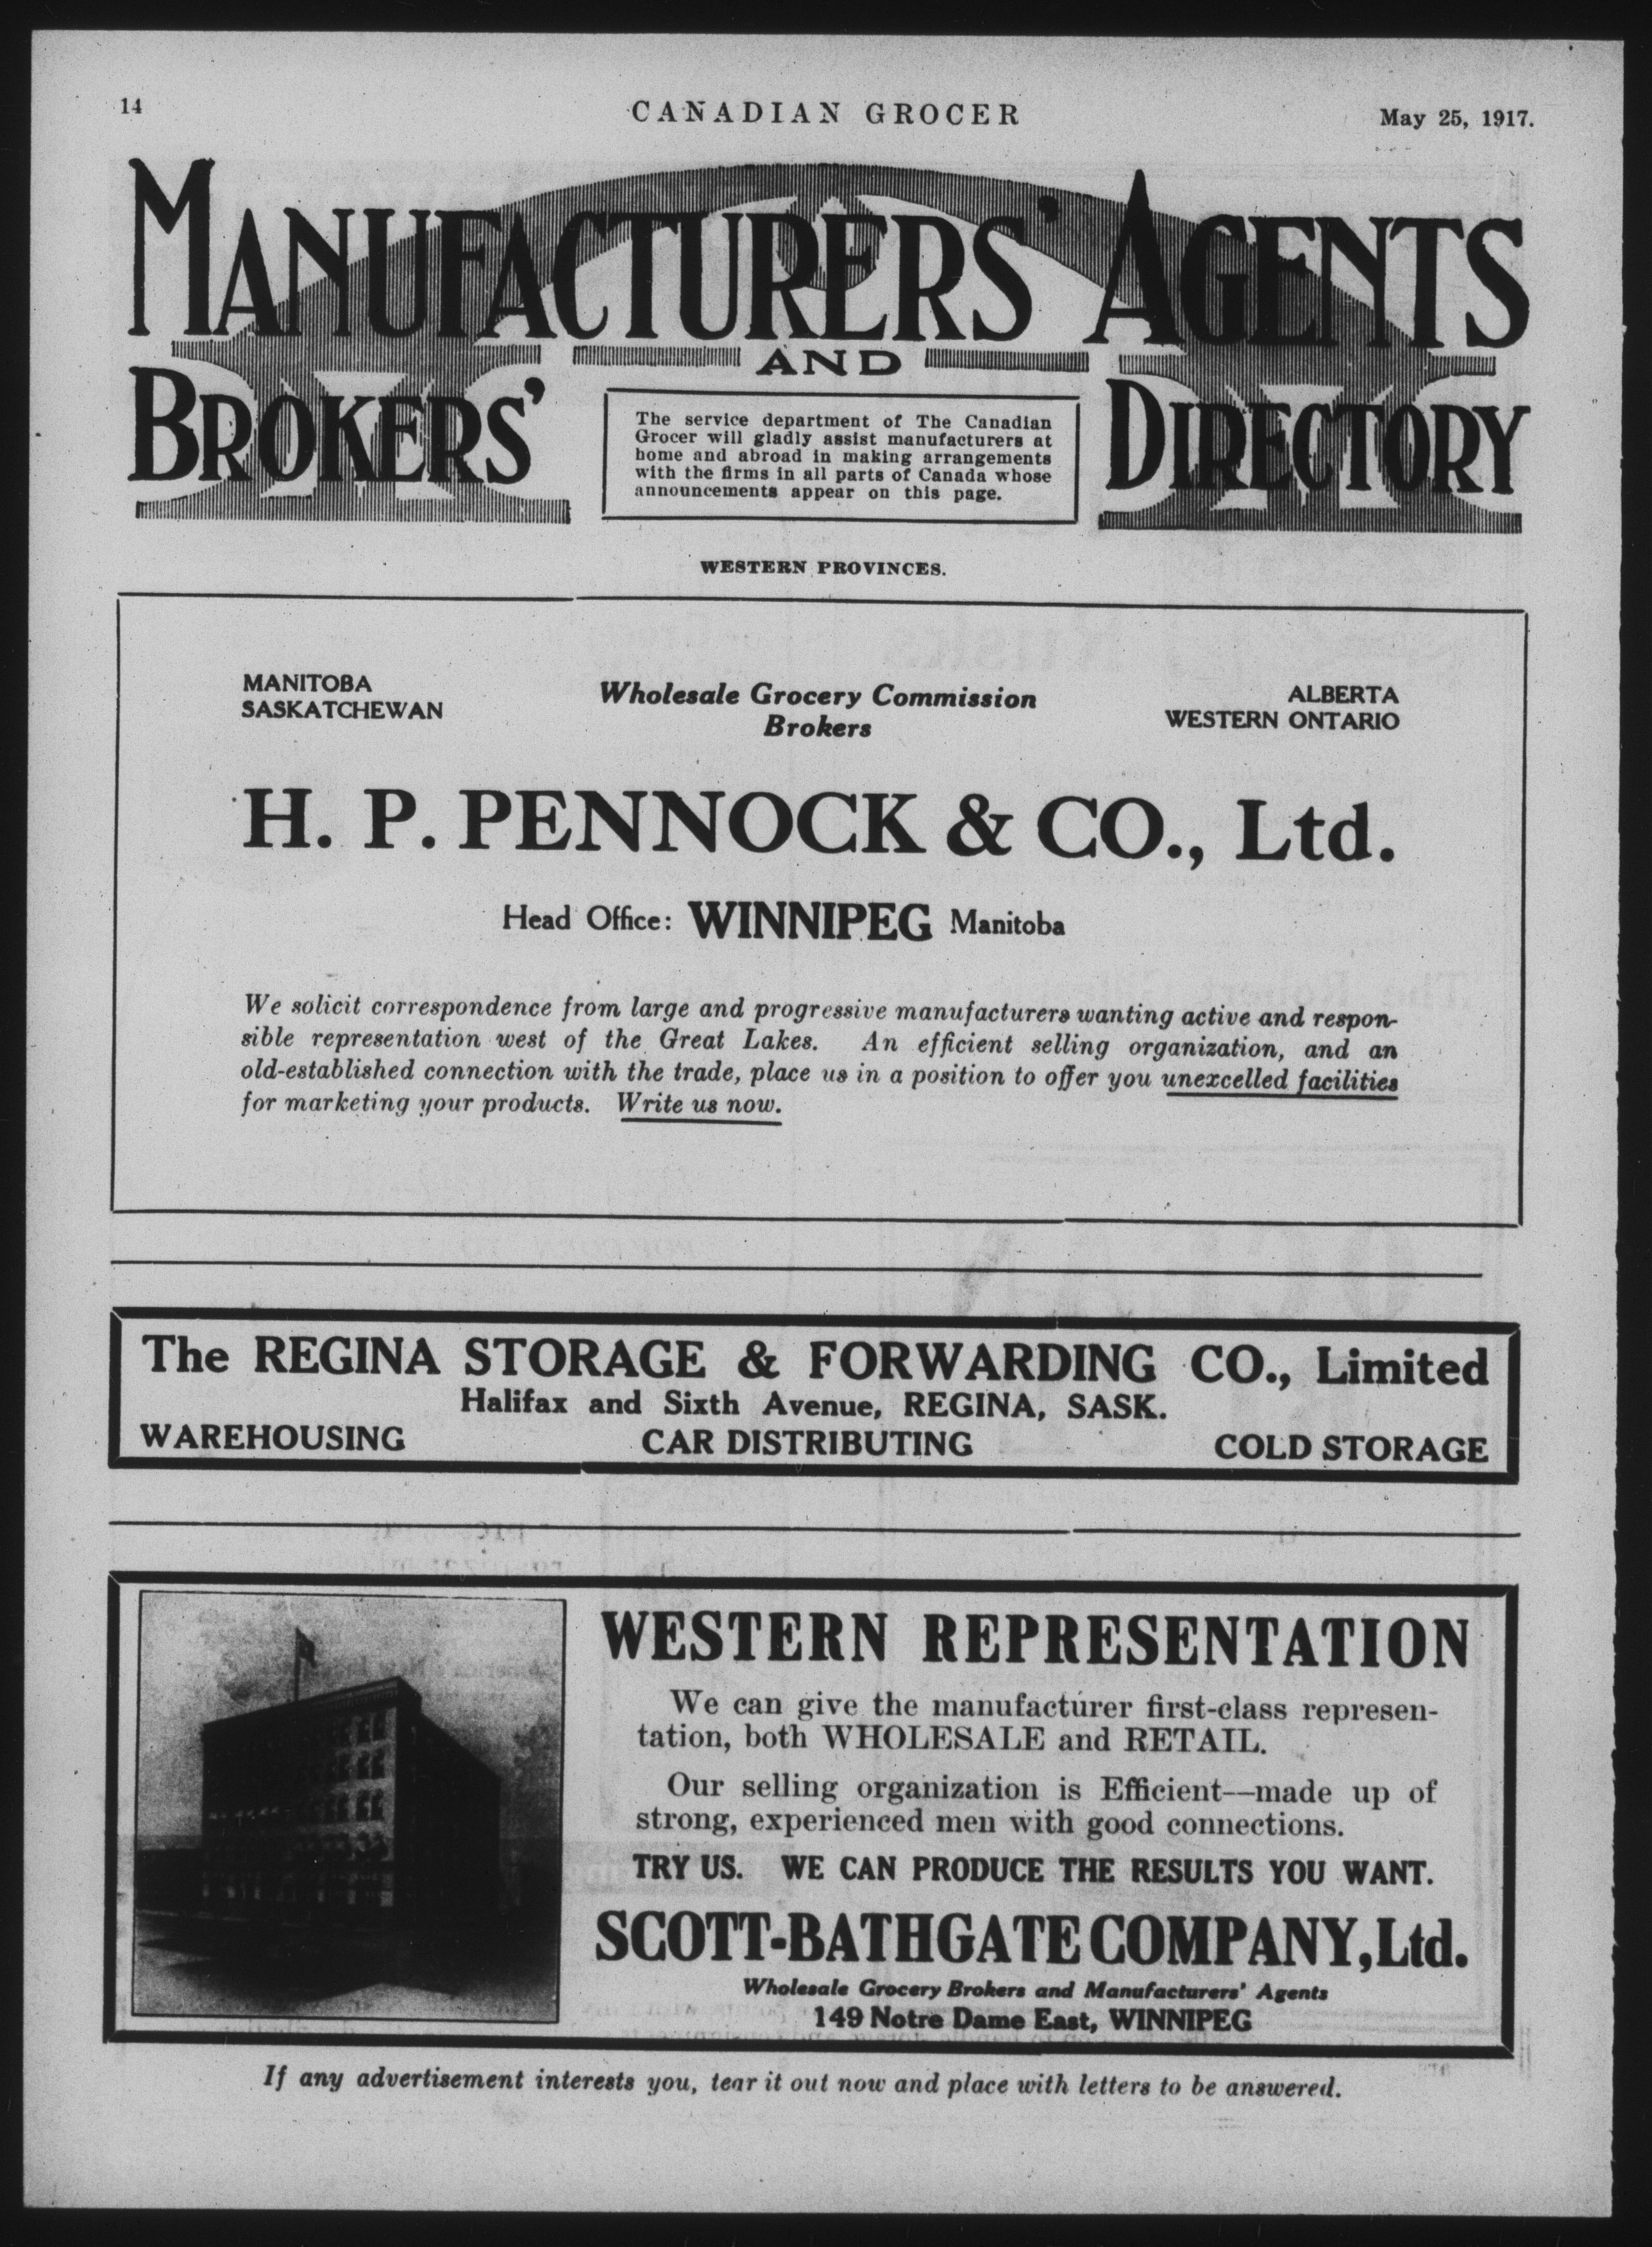 14
CANADIAN GROCER
May 25, 1917.
MANUFACTURERS' AGENTS
AND
BROKERS' DIRECTORY
The service department of The Canadian
Grocer will gladly assist manufacturers at
home and abroad in making arrangements
with the firms in all parts of Canada whose
announcements appear on this page.
WESTERN PROVINCES.
MANITOBA
SASKATCHEWAN
Wholesale Grocery Commission
Brokers
ALBERTA
WESTERN ONTARIO
H. P. PENNOCK & CO., Ltd.
Head Office: WINNIPEG Manitoba
We solicit correspondence from large and progressive manufacturers wanting active and respon-
sible representation west of the Great Lakes. An efficient selling organization, and an
old-established connection with the trade, place us in a position to offer you unexcelled facilities
for marketing your products. Write us now.
The REGINA STORAGE & FORWARDING CO., Limited
Halifax and Sixth Avenue, REGINA, SASK.
WAREHOUSING CAR DISTRIBUTING COLD STORAGE
WESTERN REPRESENTATION
We can give the manufacturer first-class represen-
tation, both WHOLESALE and RETAIL.
Our selling organization is Efficient—made up of
strong, experienced men with good connections.
TRY US. WE CAN PRODUCE THE RESULTS YOU WANT.
SCOTT-BATHGATE COMPANY, Ltd.
Wholesale Grocery Brokers and Manufacturers' Agents
149 Notre Dame East, WINNIPEG
If any advertisement interests you, tear it out now and place with letters to be answered.